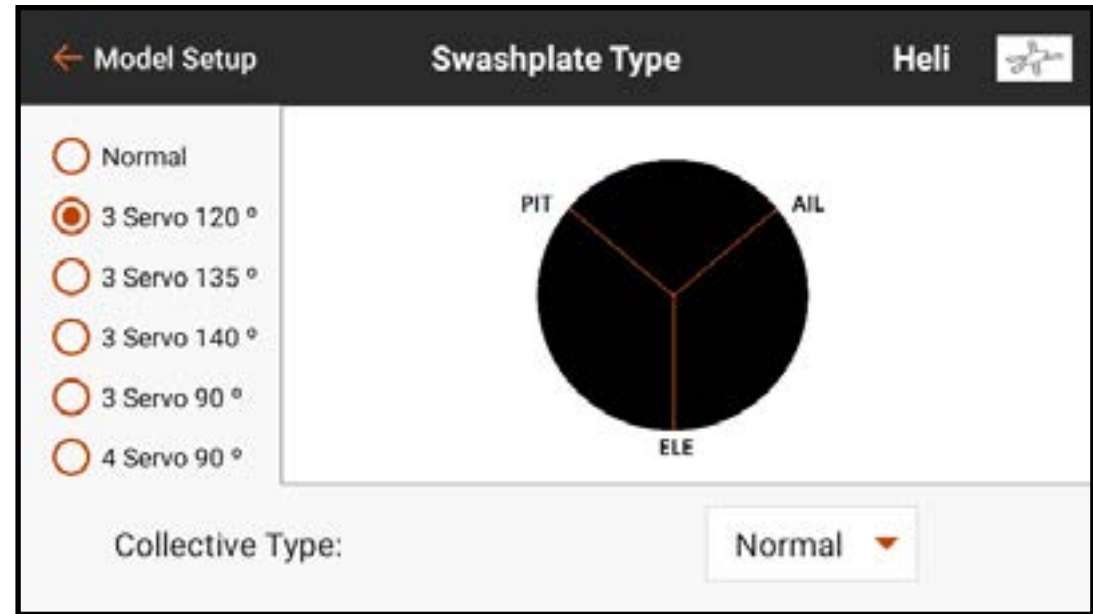 Model Setup
Swashplate Type
Heli
Normal
3 Servo 120 º
3 Servo 135 º
3 Servo 140 º
3 Servo 90 º
4 Servo 90 º
PIT
AIL
ELE
Collective Type:
Normal